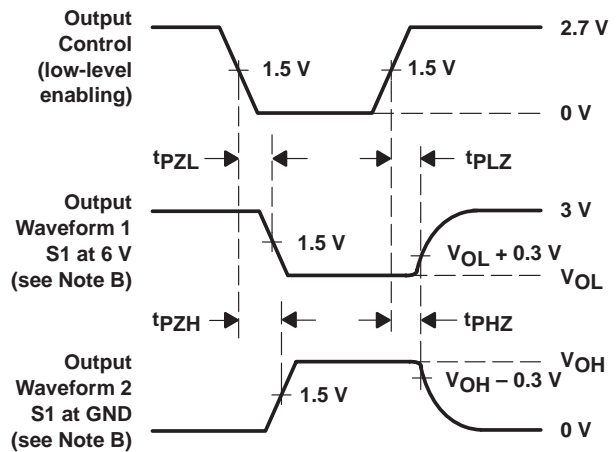 Output
Control
(low-level
enabling)
2.7 V
1.5 V
1.5 V
0 V
tPZL
tPLZ
Output
Waveform 1
S1 at 6 V
(see Note B)
3 V
1.5 V
VOL + 0.3 V
VOL
tPZH
tPHZ
Output
Waveform 2
S1 at GND
(see Note B)
VOH
VOH – 0.3 V
1.5 V
0 V